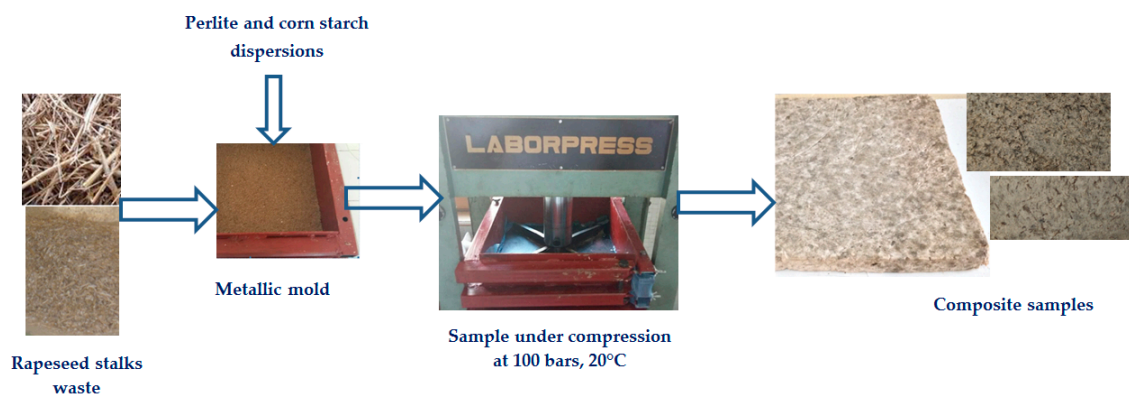 Perlite and corn starch
dispersions
LABORPRESS
Metallic mold
Sample under compression
at 100 bars, 20°C
Composite samples
Rapeseed stalks
waste